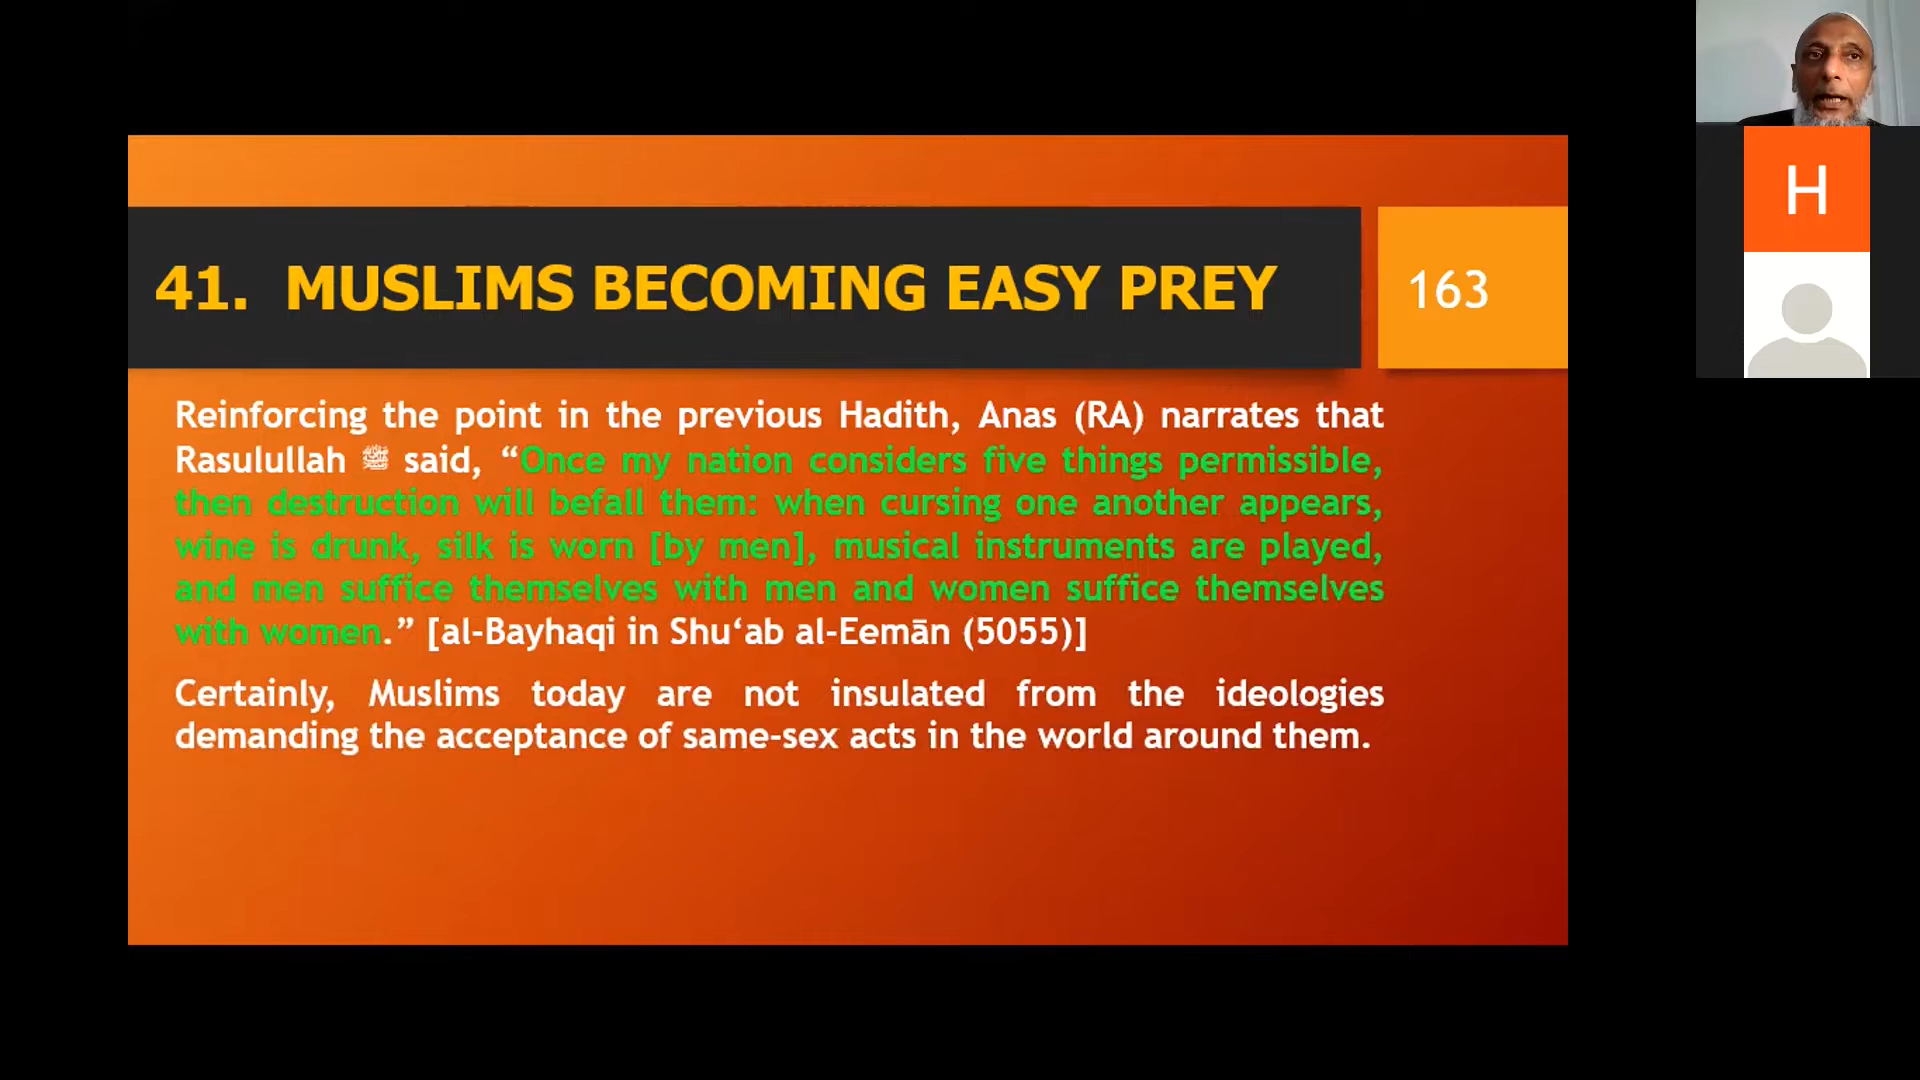 41. MUSLIMS BECOMING EASY PREY
163
Reinforcing the point in the previous Hadith, Anas (RA) narrates that
Rasulullah ﷺ said, “Once my nation considers five things permissible,
then destruction will befall them: when cursing one another appears,
wine is drunk, silk is worn [by men], musical instruments are played,
and men suffice themselves with men and women suffice themselves
with women.” [al-Bayhaqi in Shu‘ab al-Eemān (5055)]
Certainly, Muslims today are not insulated from the ideologies
demanding the acceptance of same-sex acts in the world around them.
H